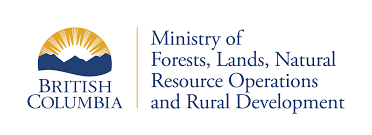 BRITISH
COLUMBIA
Ministry of
Forests, Lands, Natural
Resource Operations
and Rural Development